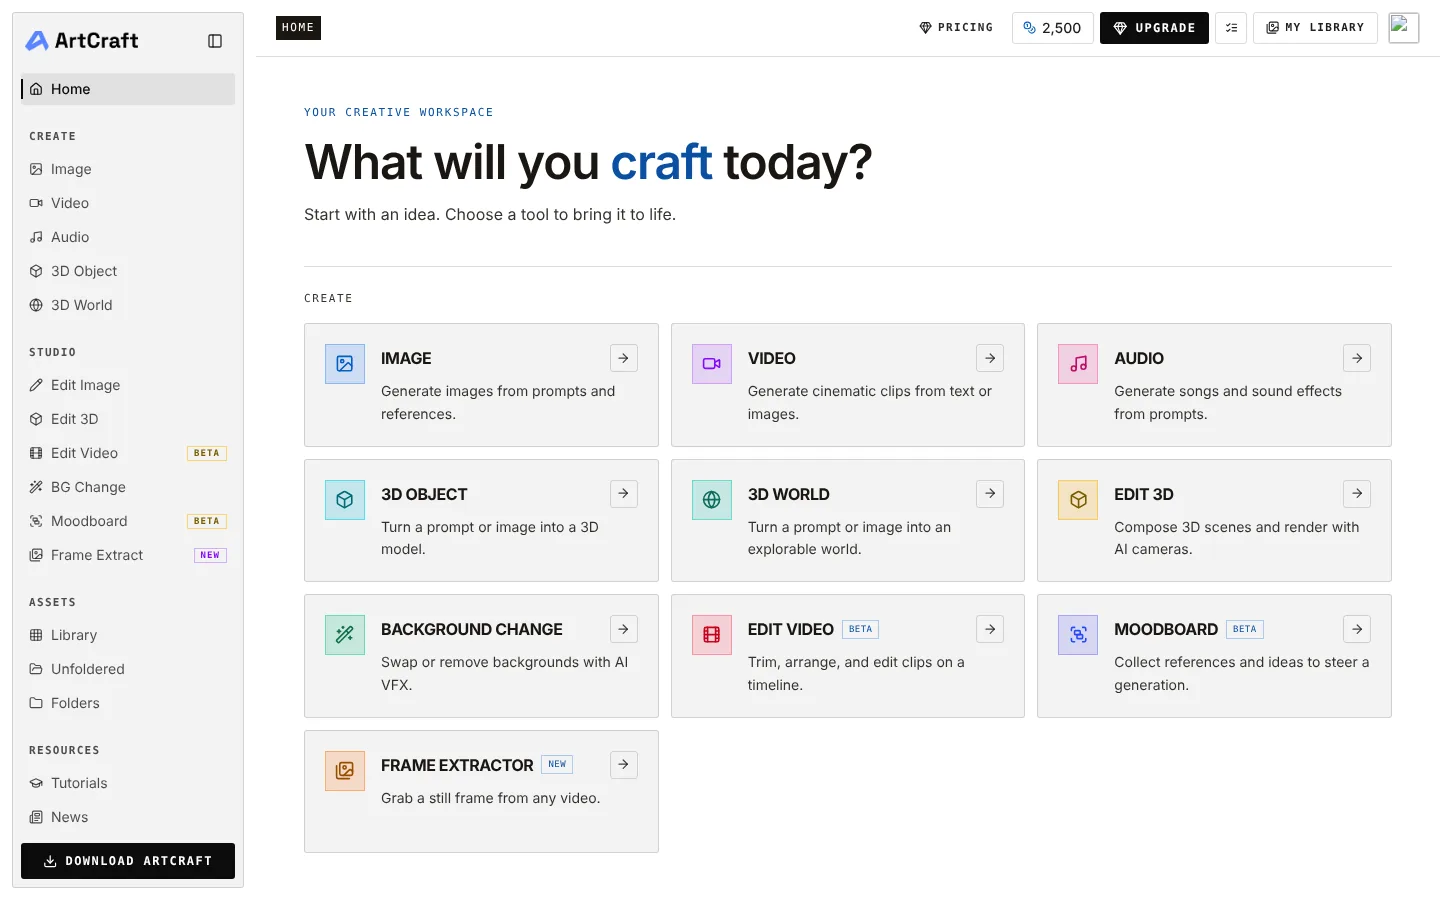 ArtCraft
Home
CREATE
Image
Video
Audio
3D Object
3D World
STUDIO
Edit Image
Edit 3D
Edit Video BETA
BG Change
Moodboard BETA
Frame Extract NEW
ASSETS
Library
Unfoldered
Folders
RESOURCES
Tutorials
News
DOWNLOAD ARTCRAFT
HOME
PRICING
2,500
UPGRADE
MY LIBRARY
YOUR CREATIVE WORKSPACE
What will you craft today?
Start with an idea. Choose a tool to bring it to life.
CREATE
IMAGE
Generate images from prompts and
references.
VIDEO
Generate cinematic clips from text or
images.
AUDIO
Generate songs and sound effects
from prompts.
3D OBJECT
Turn a prompt or image into a 3D
model.
3D WORLD
Turn a prompt or image into an
explorable world.
EDIT 3D
Compose 3D scenes and render with
AI cameras.
BACKGROUND CHANGE
Swap or remove backgrounds with AI
VFX.
EDIT VIDEO BETA
Trim, arrange, and edit clips on a
timeline.
MOODBOARD BETA
Collect references and ideas to steer a
generation.
FRAME EXTRACTOR NEW
Grab a still frame from any video.